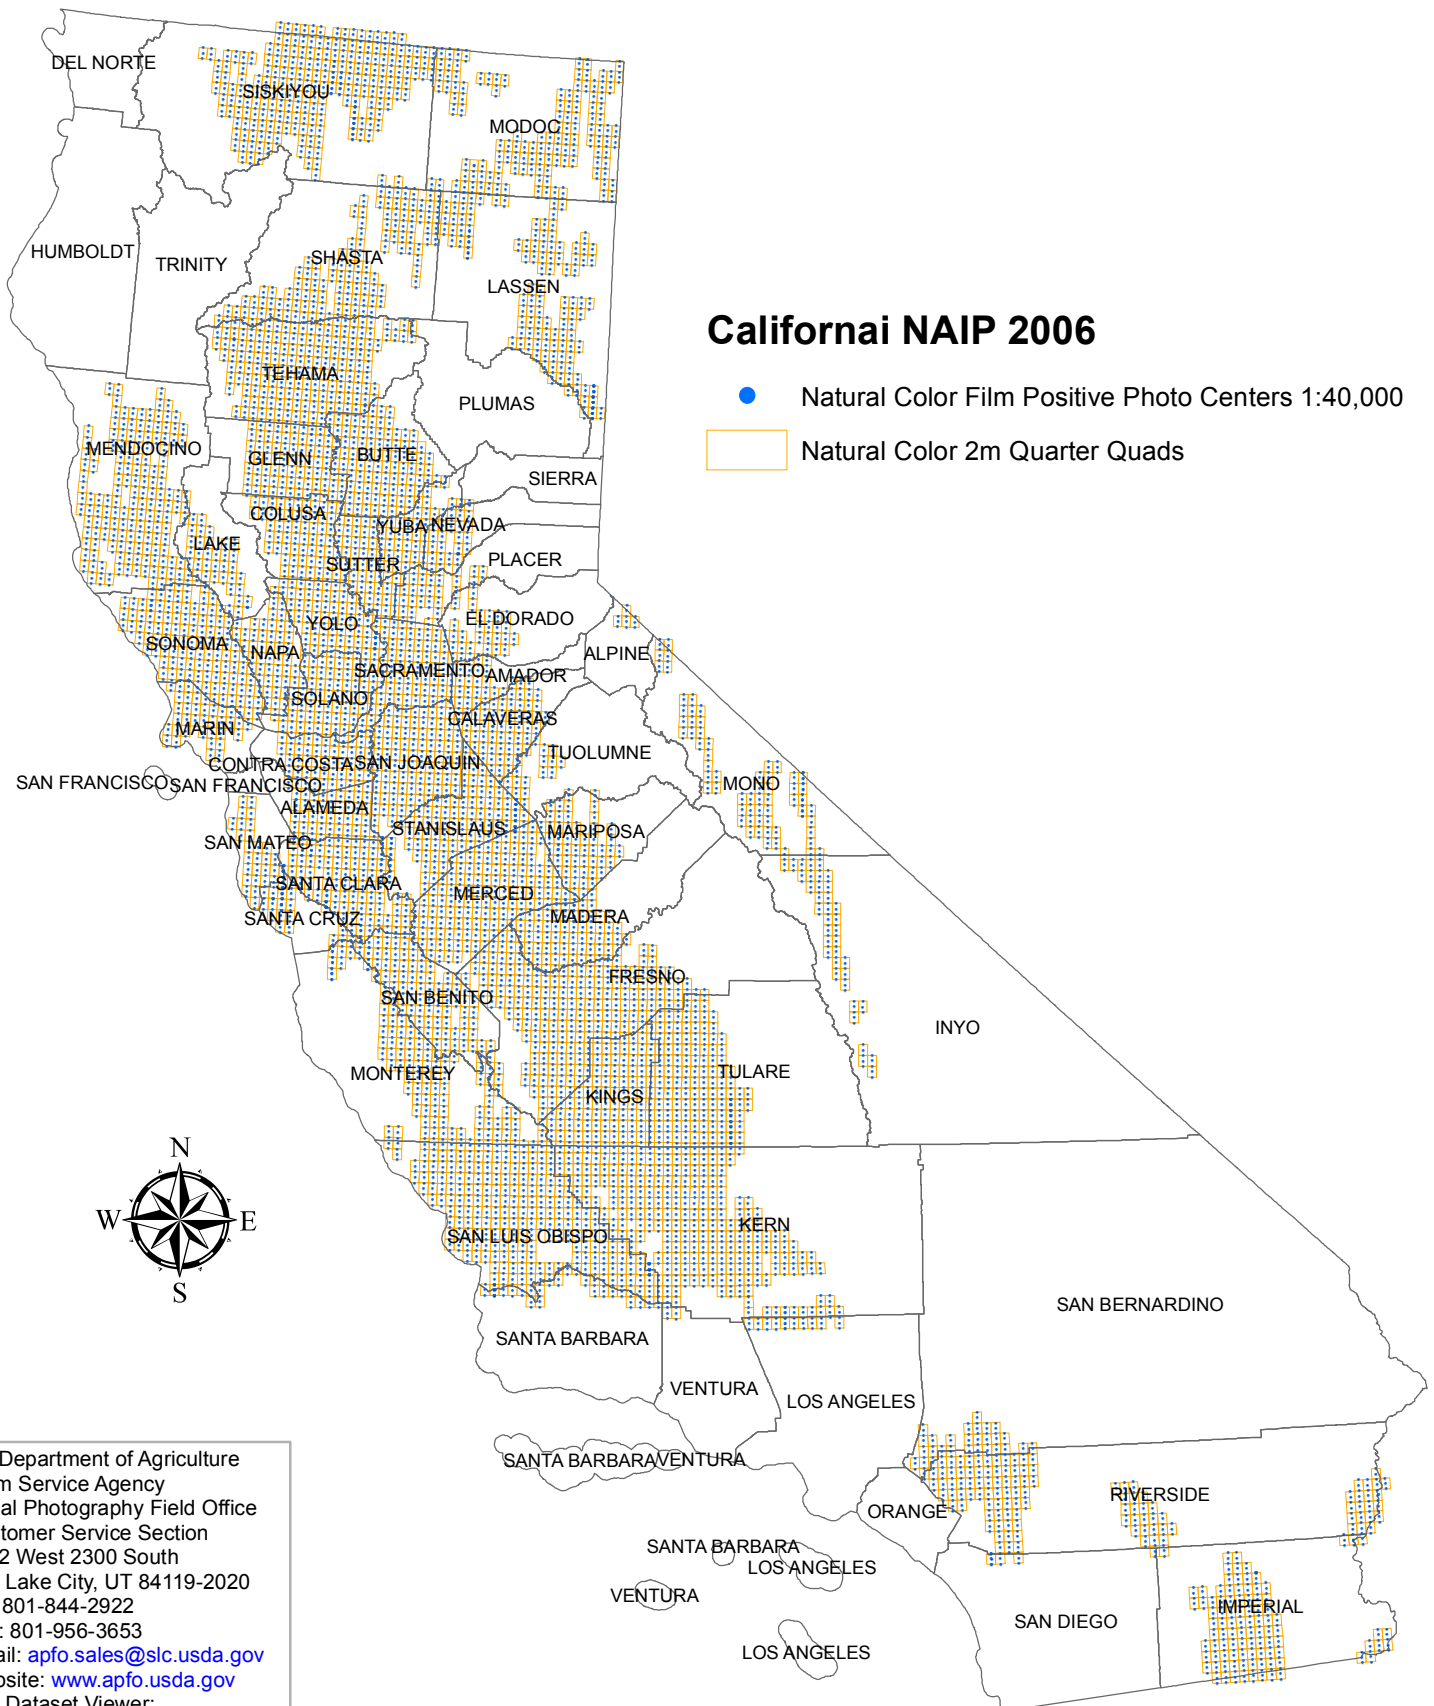 DEL NORTE
SISKIYOU
MODOC
HUMBOLDT
TRINITY
SHASTA
LASSEN
Californai NAIP 2006
Natural Color Film Positive Photo Centers 1:40,000
Natural Color 2m Quarter Quads
TEHAMA
PLUMAS
MENDOCINO
GLENN
BUTTE
SIERRA
COLUSA
YUBA
NEVADA
LAKE
SUTTER
PLACER
YOLO
EL DORADO
SONOMA
NAPA
ALPINE
SACRAMENTO
AMADOR
SOLANO
MARIN
CALAVERAS
TUOLUMNE
CONTRA COSTA
SAN JOAQUIN
SAN FRANCISCO
SAN FRANCISCO
MONO
ALAMEDA
STANISLAUS
MARIPOSA
SAN MATEO
SANTA CLARA
MERCED
SANTA CRUZ
MADERA
FRESNO
SAN BENITO
INYO
MONTEREY
TULARE
KINGS
N
W
E
S
SAN LUIS OBISPO
KERN
SAN BERNARDINO
SANTA BARBARA
VENTURA
LOS ANGELES
SANTA BARBARA
VENTURA
RIVERSIDE
ORANGE
SANTA BARBARA
LOS ANGELES
VENTURA
IMPERIAL
SAN DIEGO
LOS ANGELES
Department of Agriculture
m Service Agency
al Photography Field Office
tomer Service Section
2 West 2300 South
Lake City, UT 84119-2020
801-844-2922
: 801-956-3653
ail: apfo.sales@slc.usda.gov
bsite: www.apfo.usda.gov
Dataset Viewer: